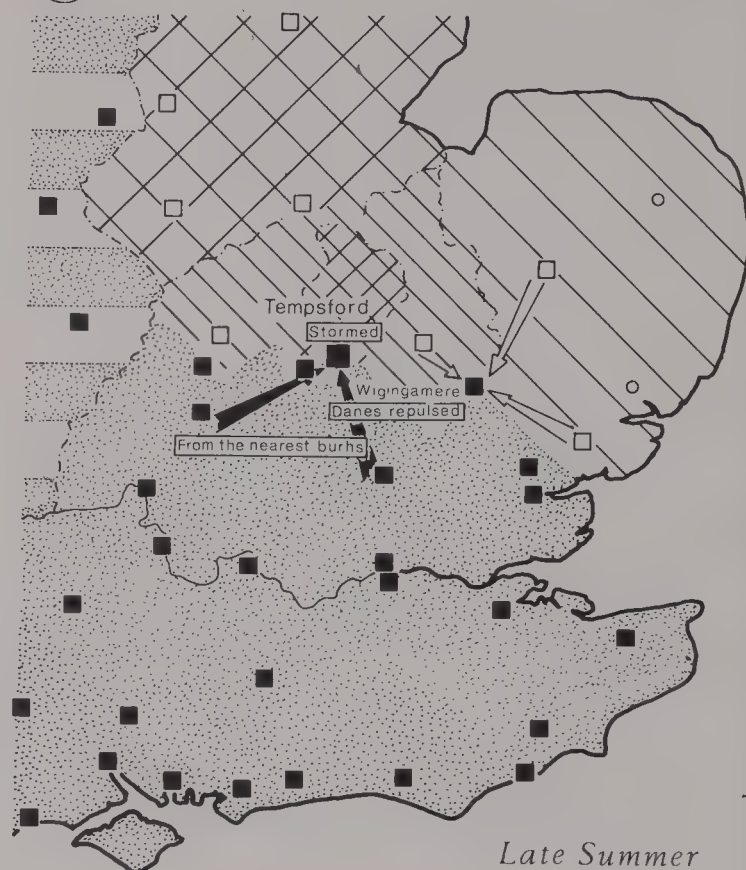 Tempsford
Stormed
Wigingamere
Danes repulsed
From the nearest burhs
Late Summer